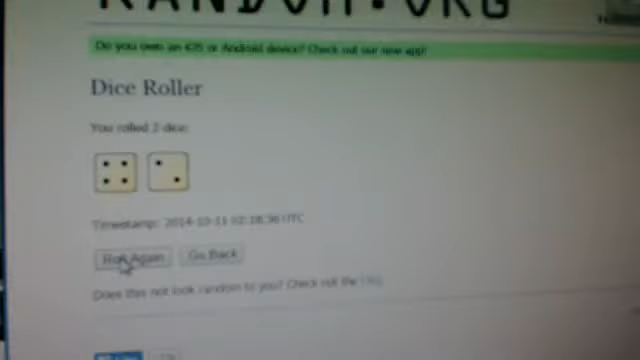 RANDOM.ORG
Do you own an iOS or Android device? Check out our new app!
Dice Roller
You rolled 2 dice:
Timestamp: 2014-10-11 02:18:36 UTC
Roll Again Go Back
Does this not look random to you? Check out the FAQ